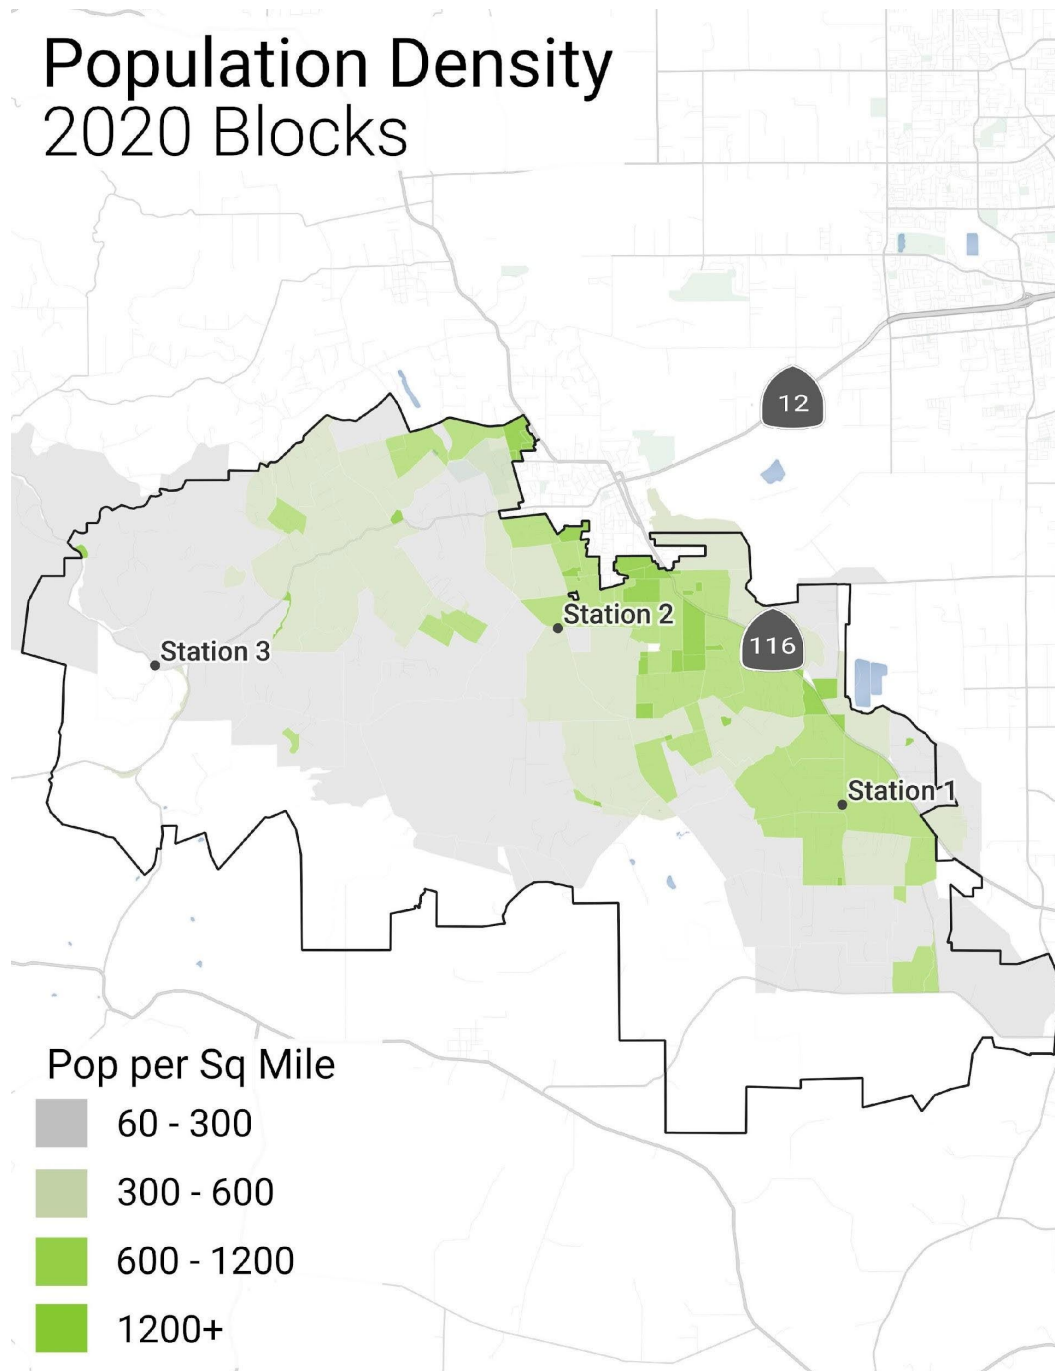 Population Density
2020 Blocks
12
Station 2
116
Station 3
Station 1
Pop per Sq Mile
60 - 300
300 - 600
600 - 1200
1200+